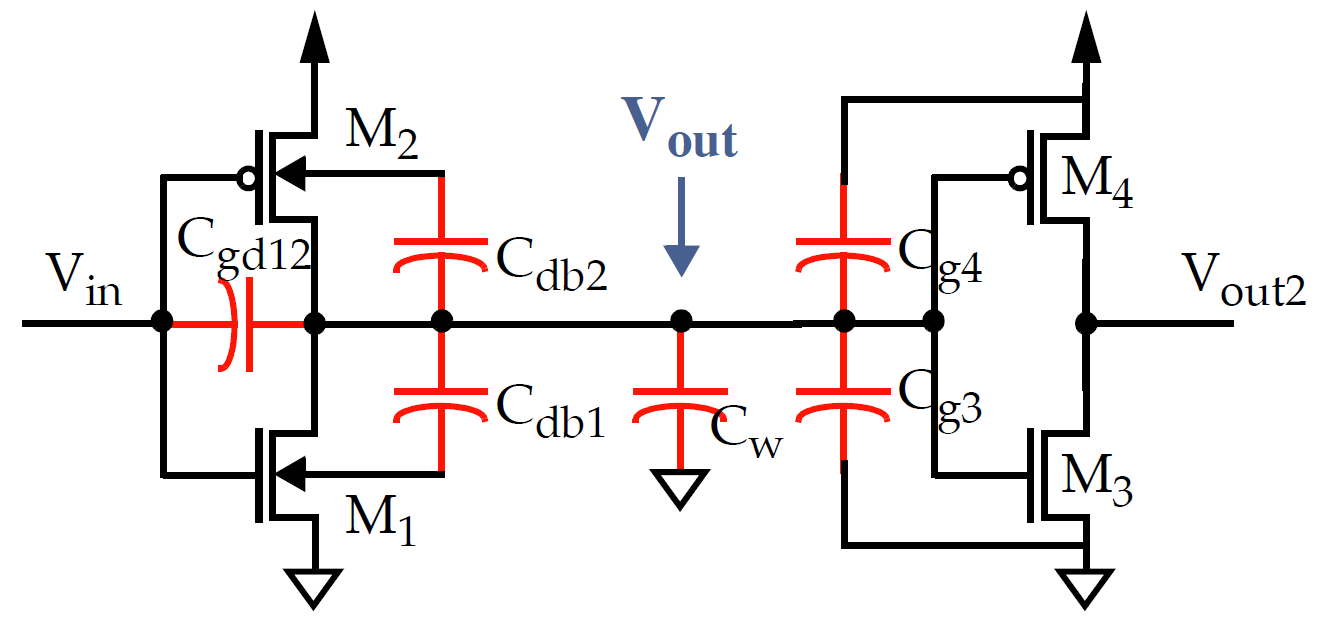 M2
Vout
M4
Cgd12
Vin
Cdb2
Cg4
Vout2
Cdb1
Cw
Cg3
M1
M3